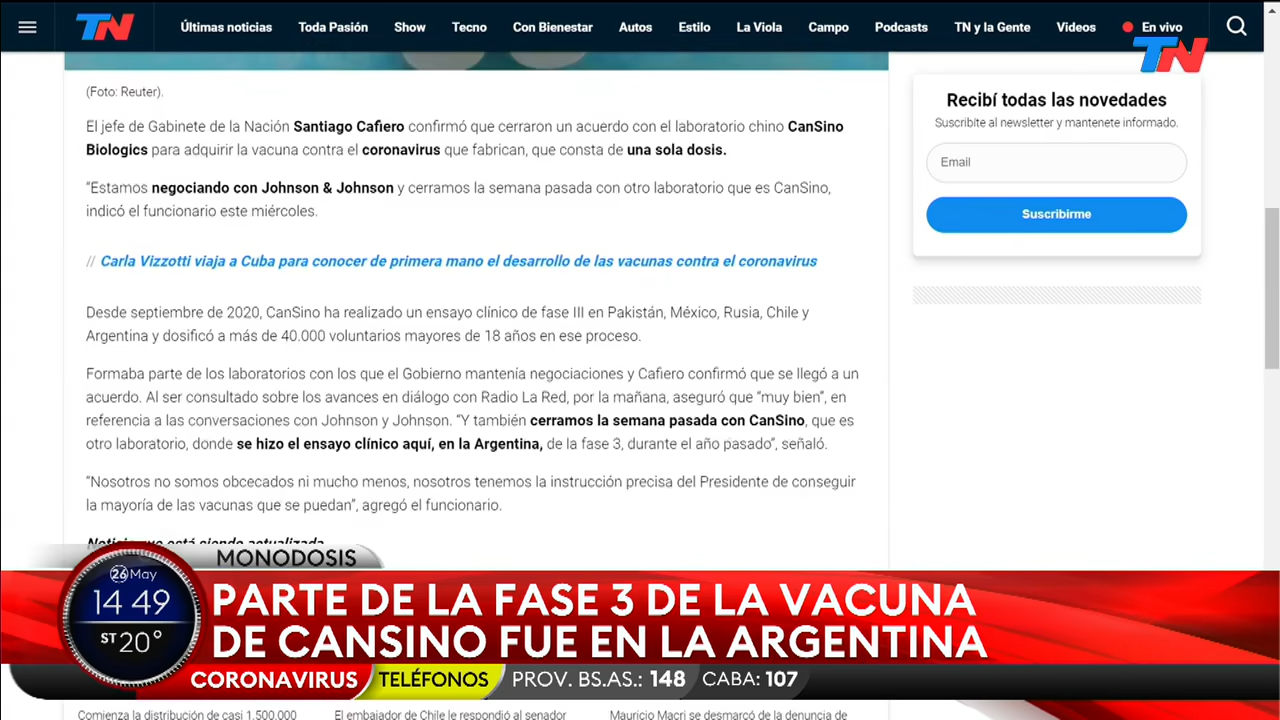 TN
Últimas noticias Toda Pasión Show Tecno Con Bienestar Autos Estilo La Viola Campo Podcasts TN y la Gente Videos En vivo
TN
(Foto: Reuter).
El jefe de Gabinete de la Nación Santiago Cafiero confirmó que cerraron un acuerdo con el laboratorio chino CanSino
Biologics para adquirir la vacuna contra el coronavirus que fabrican, que consta de una sola dosis.
“Estamos negociando con Johnson & Johnson y cerramos la semana pasada con otro laboratorio que es CanSino,
indicó el funcionario este miércoles.
// Carla Vizzotti viaja a Cuba para conocer de primera mano el desarrollo de las vacunas contra el coronavirus
Desde septiembre de 2020, CanSino ha realizado un ensayo clínico de fase III en Pakistán, México, Rusia, Chile y
Argentina y dosificó a más de 40.000 voluntarios mayores de 18 años en ese proceso.
Formaba parte de los laboratorios con los que el Gobierno mantenía negociaciones y Cafiero confirmó que se llegó a un
acuerdo. Al ser consultado sobre los avances en diálogo con Radio La Red, por la mañana, aseguró que “muy bien”, en
referencia a las conversaciones con Johnson y Johnson. “Y también cerramos la semana pasada con CanSino, que es
otro laboratorio, donde se hizo el ensayo clínico aquí, en la Argentina, de la fase 3, durante el año pasado”, señaló.
“Nosotros no somos obcecados ni mucho menos, nosotros tenemos la instrucción precisa del Presidente de conseguir
la mayoría de las vacunas que se puedan”, agregó el funcionario.
Noticia que está siendo actualizada
Recibí todas las novedades
Suscribite al newsletter y mantenete informado.
Email
Suscribirme
MONODOSIS
26 May
14 49
ST 20°
PARTE DE LA FASE 3 DE LA VACUNA
DE CANSINO FUE EN LA ARGENTINA
CORONAVIRUS TELÉFONOS PROV. BS.AS.: 148 CABA: 107
Comienza la distribución de casi 1.500.000 El embajador de Chile le respondió al senador Mauricio Macri se desmarcó de la denuncia de